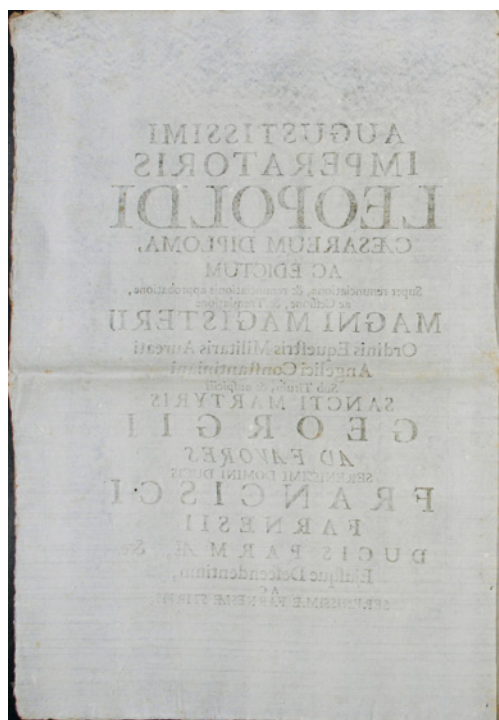 AUGUSTISSIMI
IMPERATORIS
LEOPOLDI
CÆSAREUM DIPLOMA,
AC EDICTUM
Super renunciatione, & renunciationis approbatione,
ac Cessione, & Translatione
MAGNI MAGISTERII
Ordinis Equestris Militaris Aureati
Angelici Constantiniani
Sub Titulo, & auspiciis
SANCTI MARTYRIS
GEORGII
AD FAVORES
SERENISSIMI DOMINI DUCIS
FRANCISCI
FARNESII
DUCIS PARMÆ, &c.
Ejusque Descendentium,
AC
SERENISSIMÆ FARNESIÆ STIRPIS.